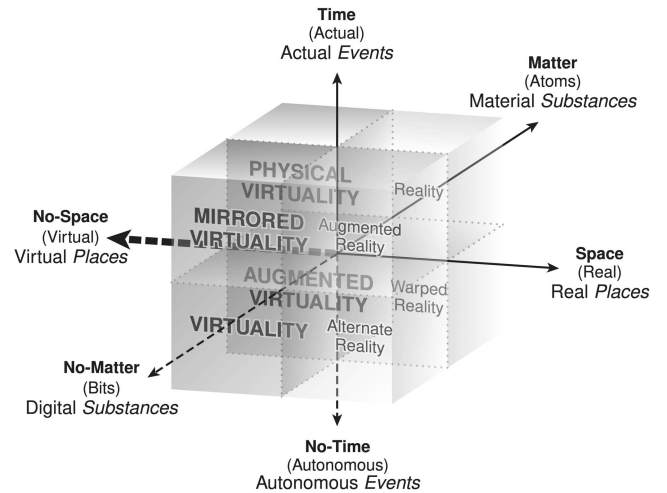 Time
(Actual)
Actual Events
Matter
(Atoms)
Material Substances
PHYSICAL
VIRTUALITY
Reality
No-Space
(Virtual)
Virtual Places
MIRRORED
VIRTUALITY
Augmented
Reality
Space
(Real)
Real Places
AUGMENTED
VIRTUALITY
Warped
Reality
VIRTUALITY
Alternate
Reality
No-Matter
(Bits)
Digital Substances
No-Time
(Autonomous)
Autonomous Events